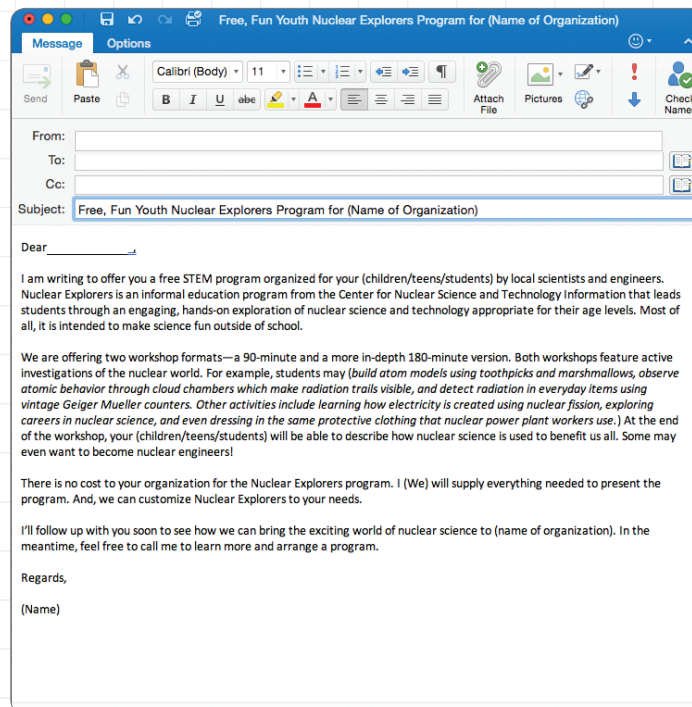 Free, Fun Youth Nuclear Explorers Program for (Name of Organization)
Message Options
Calibri (Body) 11
Send Paste B I U abc A Attach File Pictures Check Name
From:
To:
Cc:
Subject: Free, Fun Youth Nuclear Explorers Program for (Name of Organization)
Dear______________,
I am writing to offer you a free STEM program organized for your (children/teens/students) by local scientists and engineers.
Nuclear Explorers is an informal education program from the Center for Nuclear Science and Technology Information that leads
students through an engaging, hands-on exploration of nuclear science and technology appropriate for their age levels. Most of
all, it is intended to make science fun outside of school.
We are offering two workshop formats—a 90-minute and a more in-depth 180-minute version. Both workshops feature active
investigations of the nuclear world. For example, students may (build atom models using toothpicks and marshmallows, observe
atomic behavior through cloud chambers which make radiation trails visible, and detect radiation in everyday items using
vintage Geiger Mueller counters. Other activities include learning how electricity is created using nuclear fission, exploring
careers in nuclear science, and even dressing in the same protective clothing that nuclear power plant workers use.) At the end
of the workshop, your (children/teens/students) will be able to describe how nuclear science is used to benefit us all. Some may
even want to become nuclear engineers!
There is no cost to your organization for the Nuclear Explorers program. I (We) will supply everything needed to present the
program. And, we can customize Nuclear Explorers to your needs.
I'll follow up with you soon to see how we can bring the exciting world of nuclear science to (name of organization). In the
meantime, feel free to call me to learn more and arrange a program.
Regards,
(Name)